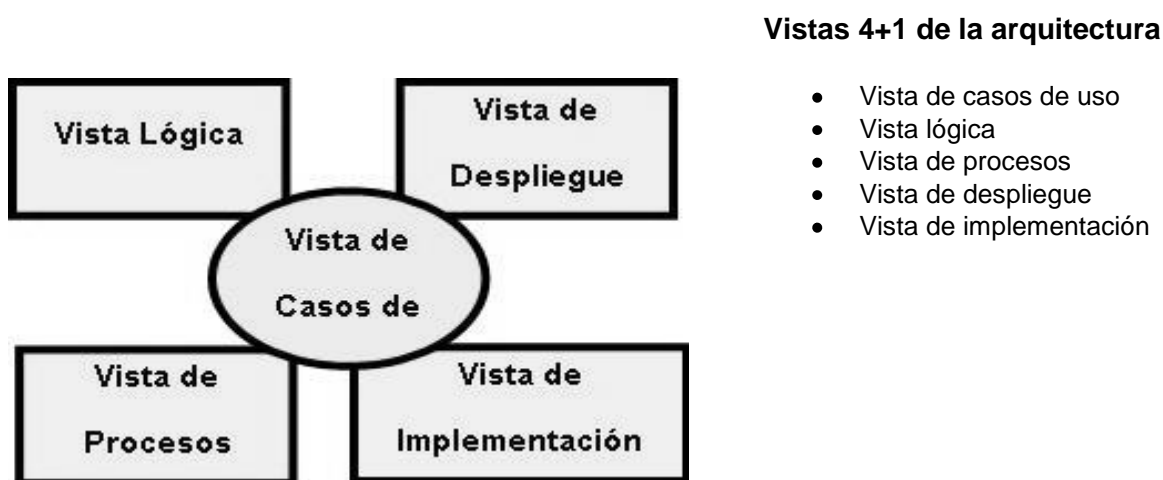 Vistas 4+1 de la arquitectura
Vista Lógica
Vista de
Despliegue
Vista de
Casos de
Vista de
Procesos
Vista de
Implementación
• Vista de casos de uso
• Vista lógica
• Vista de procesos
• Vista de despliegue
• Vista de implementación